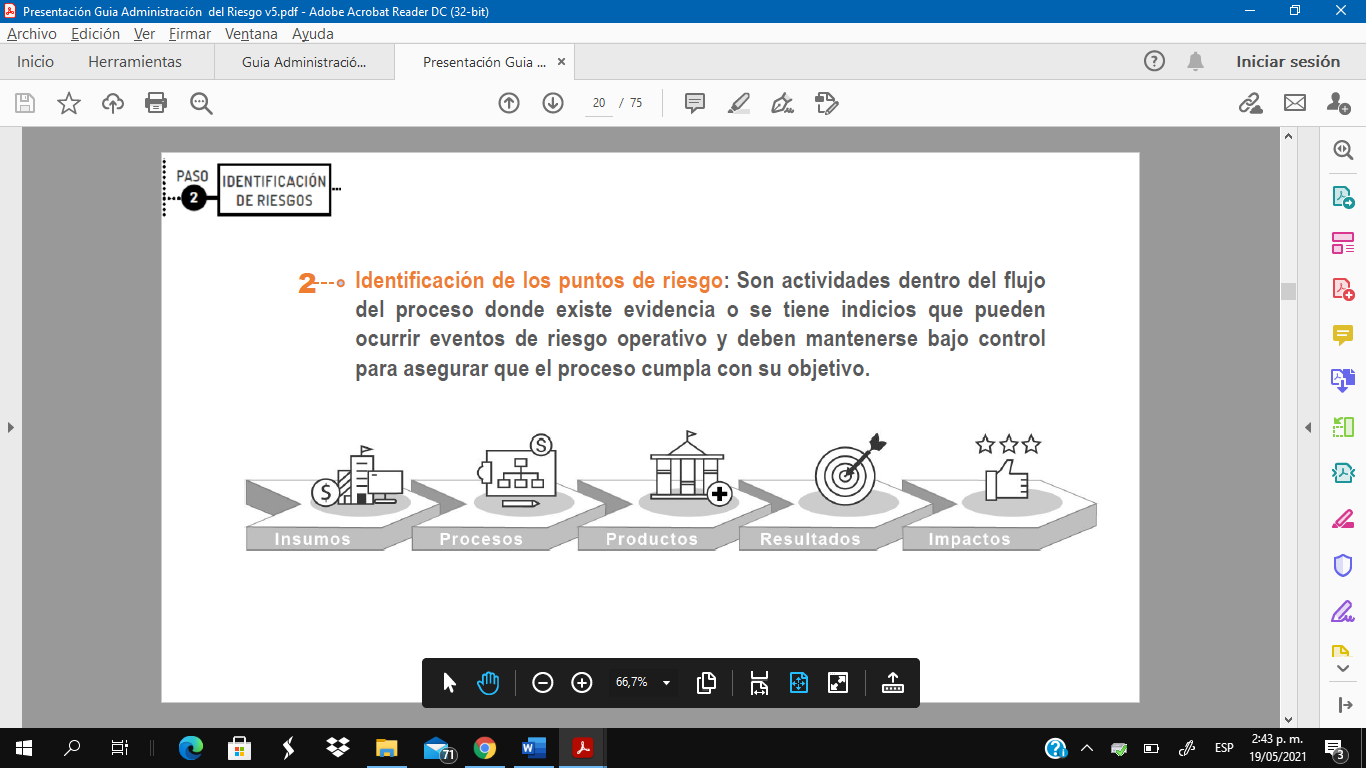 Presentación Guia Administración  del Riesgo v5.pdf - Adobe Acrobat Reader DC (32-bit)
Archivo Edición Ver Firmar Ventana Ayuda
Inicio Herramientas Guia Administració... Presentación Guia ... × Iniciar sesión
20 / 75
PASO
2
IDENTIFICACIÓN
DE RIESGOS
2 Identificación de los puntos de riesgo: Son actividades dentro del flujo
del proceso donde existe evidencia o se tiene indicios que pueden
ocurrir eventos de riesgo operativo y deben mantenerse bajo control
para asegurar que el proceso cumpla con su objetivo.
Insumos Procesos Productos Resultados Impactos
66,7%
71
ESP
2:43 p. m.
19/05/2021
3